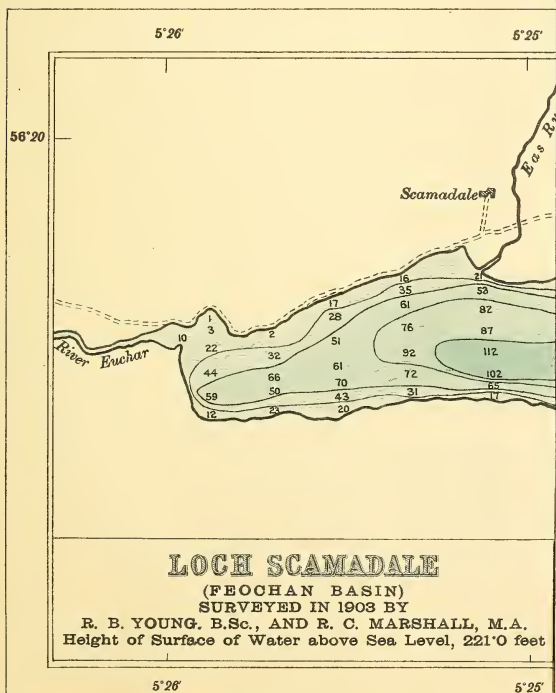 5°26' 5°25'
56°20
Eas
Scamadale
16 21
35 53
17 61 82
1 28
3 2 76 87
10 51
22 32 92 112
River Euchar
44 66 61 72 102
59 50 70 31 65
12 23 43 17
20
LOCH SCAMADALE
(FEOCHAN BASIN)
SURVEYED IN 1903 BY
R. B. YOUNG. B.Sc., AND R. C. MARSHALL, M.A.
Height of Surface of Water above Sea Level, 221·0 feet
5°26' 5°25'